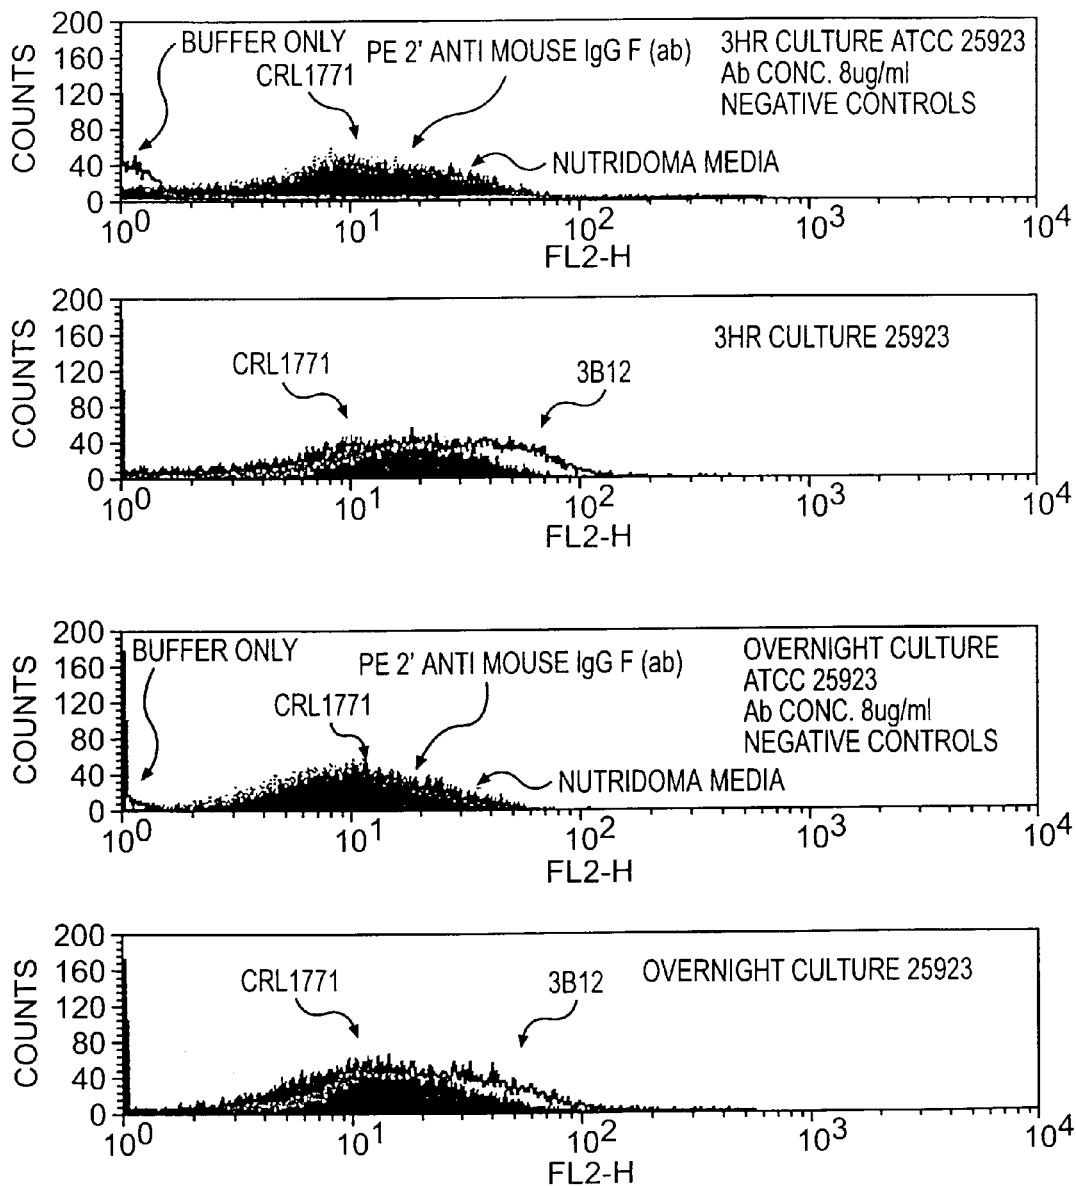 200
160
120
80
40
0
COUNTS
BUFFER ONLY
CRL1771
PE 2' ANTI MOUSE IgG F (ab)
NUTRIDOMA MEDIA
3HR CULTURE ATCC 25923
Ab CONC. 8ug/ml
NEGATIVE CONTROLS
10^0 10^1 10^2 10^3 10^4
FL2-H
200
160
120
80
40
0
COUNTS
CRL1771
3B12
3HR CULTURE 25923
10^0 10^1 10^2 10^3 10^4
FL2-H
200
160
120
80
40
0
COUNTS
BUFFER ONLY
CRL1771
PE 2' ANTI MOUSE IgG F (ab)
NUTRIDOMA MEDIA
OVERNIGHT CULTURE
ATCC 25923
Ab CONC. 8ug/ml
NEGATIVE CONTROLS
10^0 10^1 10^2 10^3 10^4
FL2-H
200
160
120
80
40
0
COUNTS
CRL1771
3B12
OVERNIGHT CULTURE 25923
10^0 10^1 10^2 10^3 10^4
FL2-H